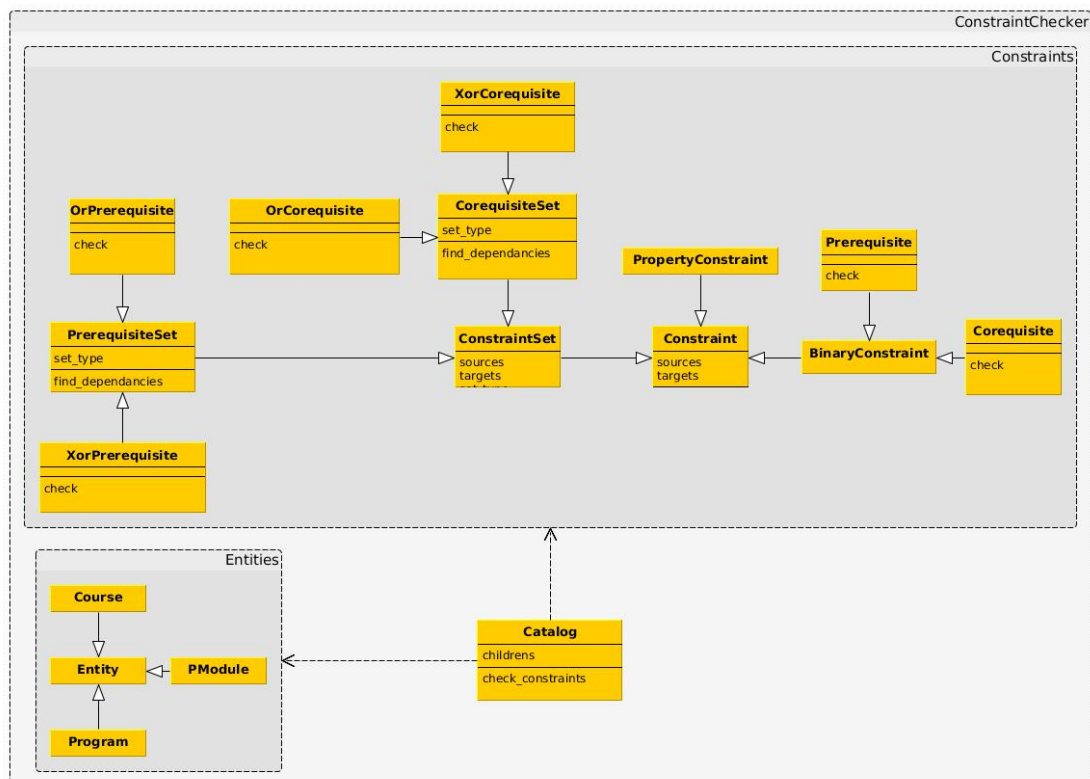 ConstraintChecker
Constraints
XorCorequisite
check
OrPrerequisite
check
OrCorequisite
check
CorequisiteSet
set_type
find_dependancies
PropertyConstraint
Prerequisite
check
PrerequisiteSet
set_type
find_dependancies
ConstraintSet
sources
targets
Constraint
sources
targets
BinaryConstraint
Corequisite
check
XorPrerequisite
check
Entities
Course
Entity
PModule
Program
Catalog
childrens
check_constraints